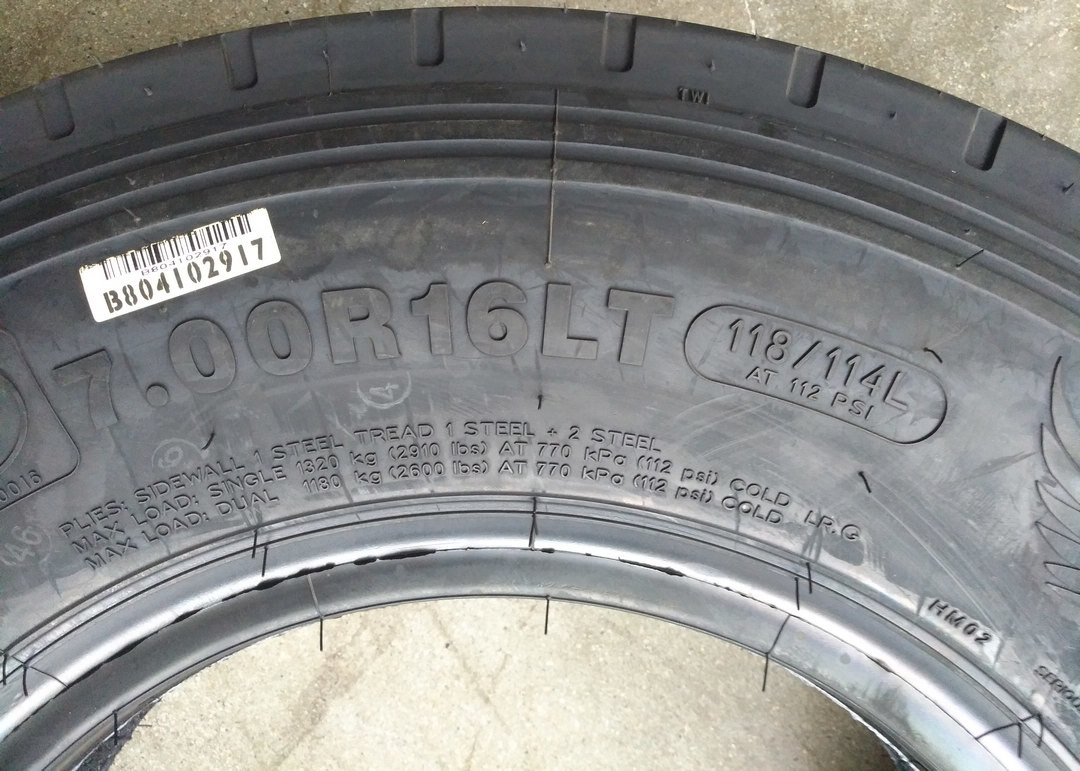 TWI
B804102917
B804102917
7.00R16LT
118/114L
AT 112 PSI
PLIES: SIDEWALL 1 STEEL TREAD 1 STEEL + 2 STEEL
MAX LOAD: SINGLE 1320 kg (2910 lbs) AT 770 kPa (112 psi) COLD LR.G
MAX LOAD: DUAL 1180 kg (2600 lbs) AT 770 kPa (112 psi) COLD
0016
HM02